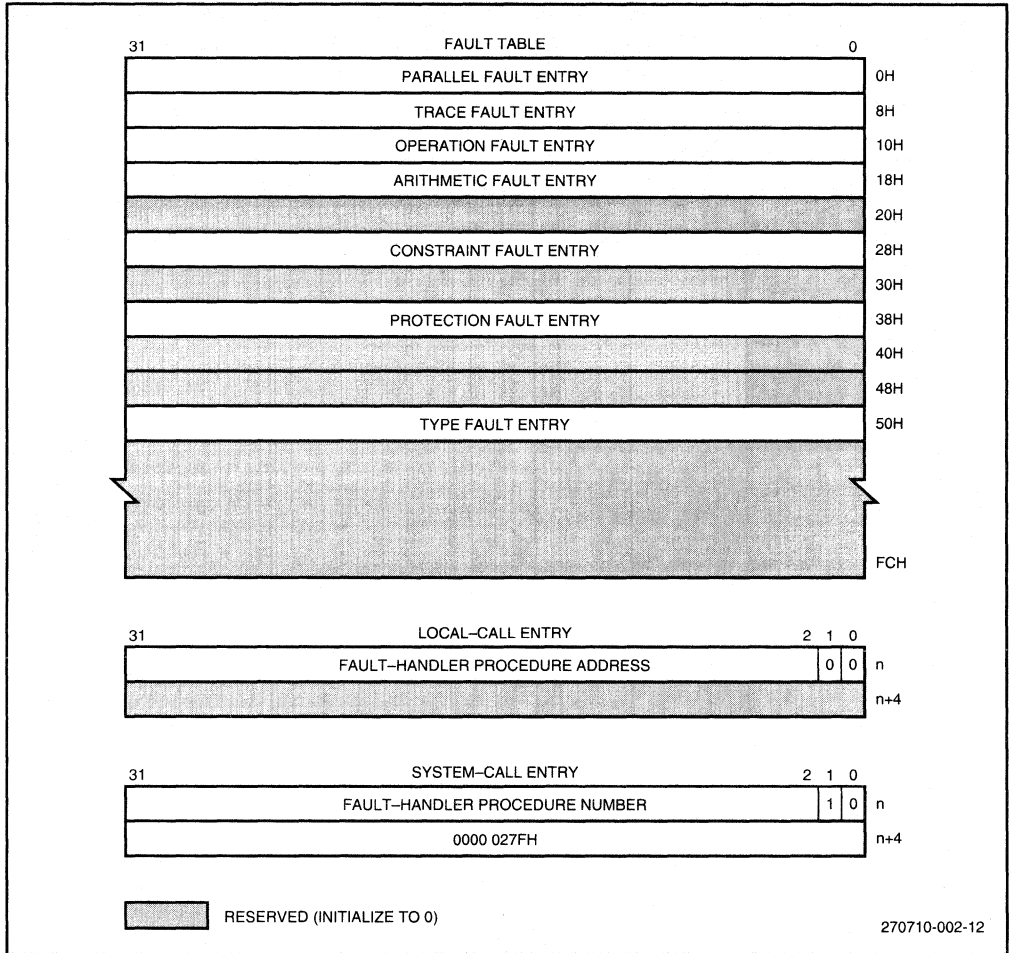 31 FAULT TABLE 0
PARALLEL FAULT ENTRY 0H
TRACE FAULT ENTRY 8H
OPERATION FAULT ENTRY 10H
ARITHMETIC FAULT ENTRY 18H
20H
CONSTRAINT FAULT ENTRY 28H
30H
PROTECTION FAULT ENTRY 38H
40H
48H
TYPE FAULT ENTRY 50H
FCH
31 LOCAL–CALL ENTRY 2 1 0
FAULT–HANDLER PROCEDURE ADDRESS 0 0 n
n+4
31 SYSTEM–CALL ENTRY 2 1 0
FAULT–HANDLER PROCEDURE NUMBER 1 0 n
0000 027FH n+4
RESERVED (INITIALIZE TO 0)
270710-002-12